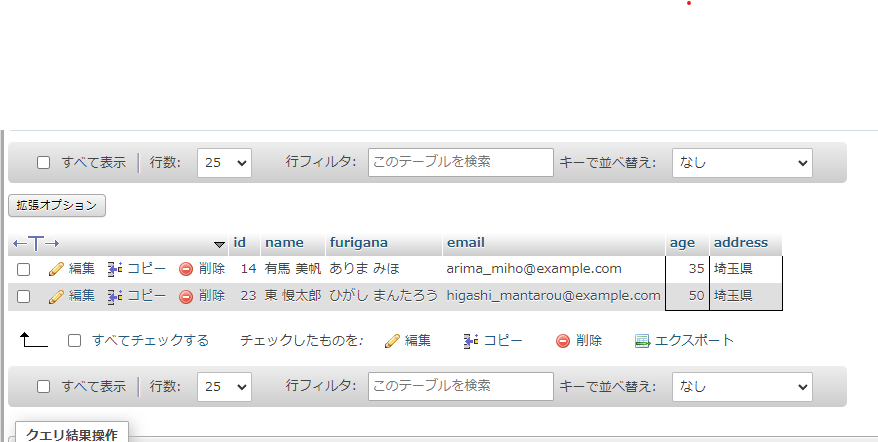 すべて表示 行数: 25 行フィルタ: このテーブルを検索 キーで並べ替え: なし
拡張オプション
←T→ id name furigana email age address
編集 コピー 削除 14 有馬 美帆 ありま みほ arima_miho@example.com 35 埼玉県
編集 コピー 削除 23 東 慢太郎 ひがし まんたろう higashi_mantarou@example.com 50 埼玉県
すべてチェックする チェックしたものを: 編集 コピー 削除 エクスポート
すべて表示 行数: 25 行フィルタ: このテーブルを検索 キーで並べ替え: なし
クエリ結果操作